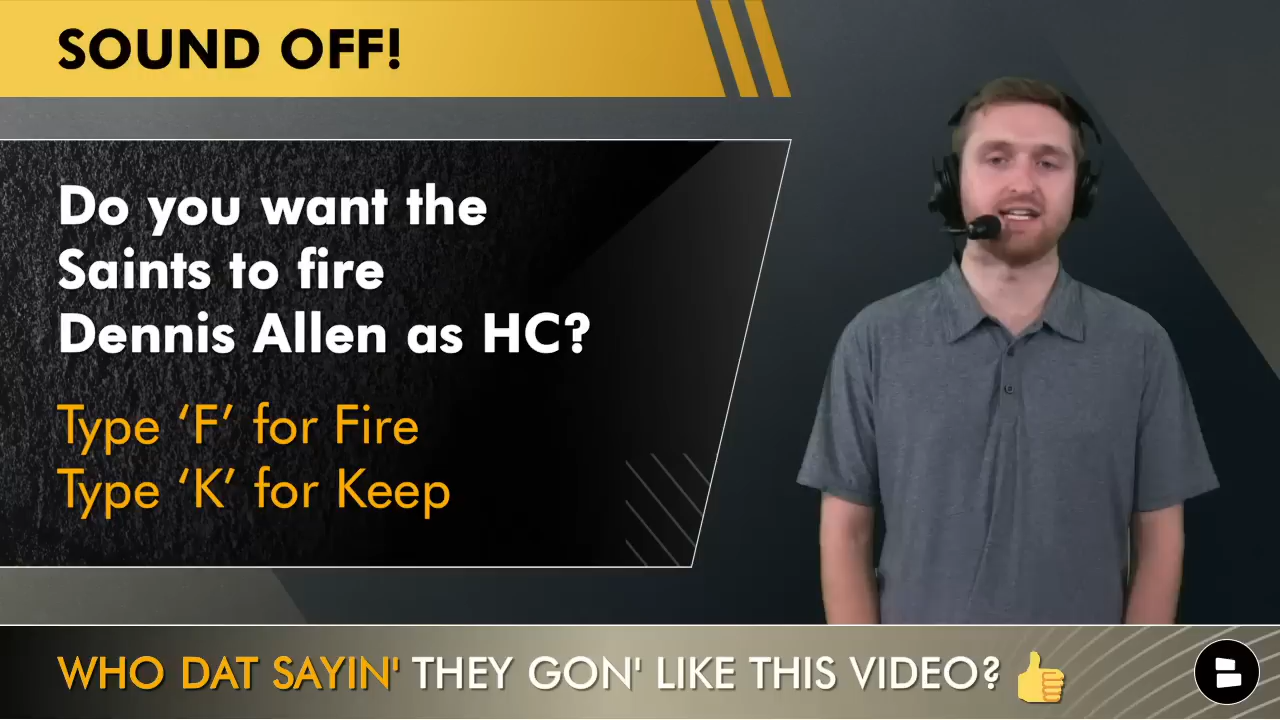 SOUND OFF!
Do you want the
Saints to fire
Dennis Allen as HC?
Type ‘F’ for Fire
Type ‘K’ for Keep
WHO DAT SAYIN' THEY GON' LIKE THIS VIDEO?